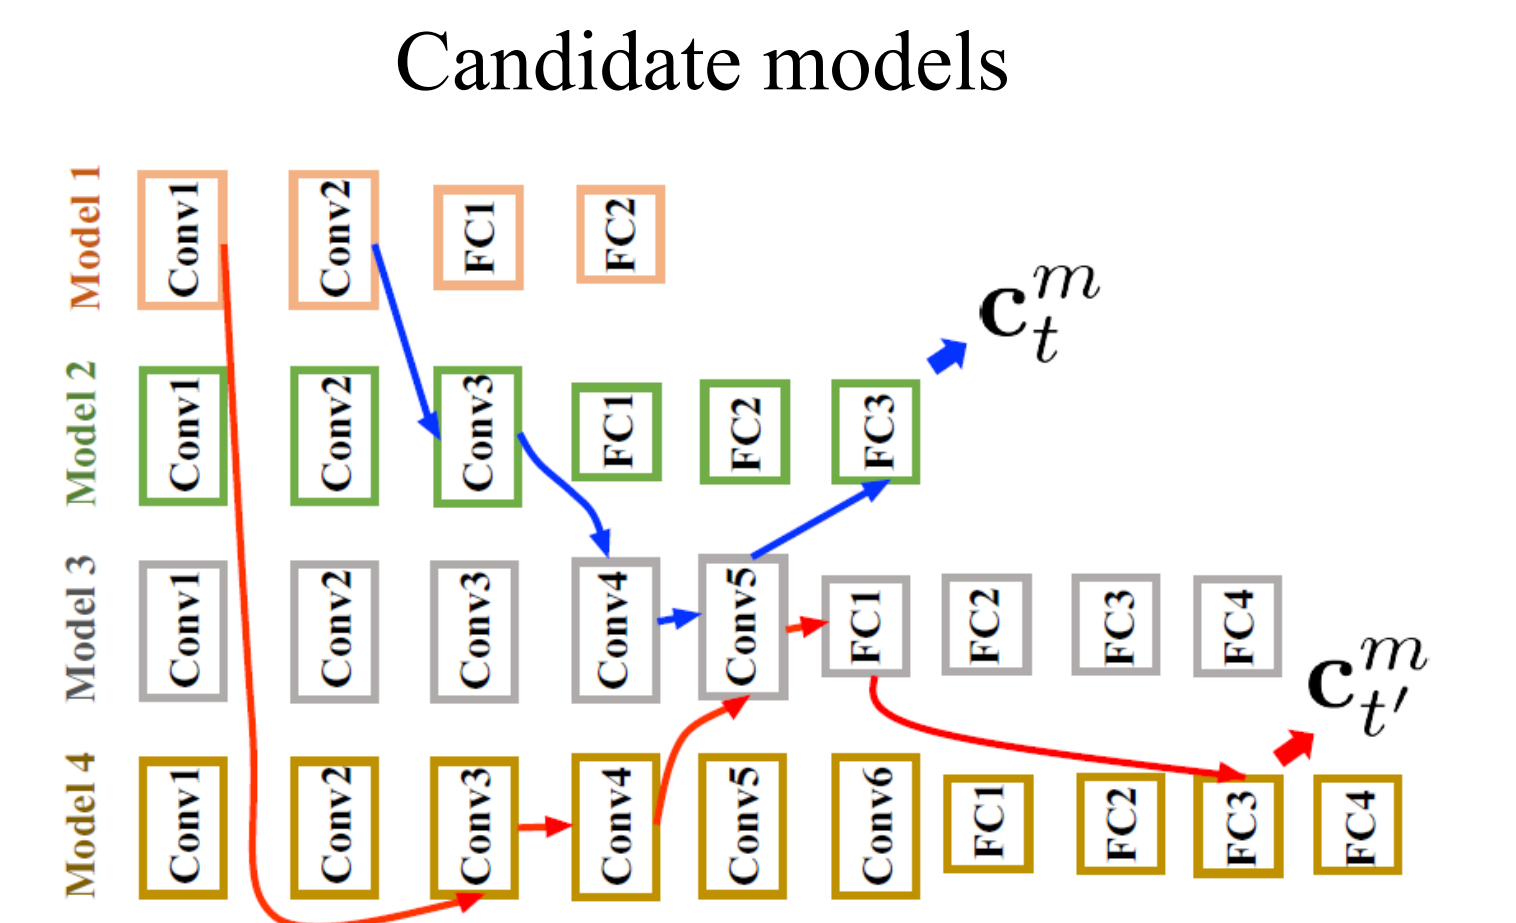 Candidate models
Model 1 Conv1 Conv2 FC1 FC2
Model 2 Conv1 Conv2 Conv3 FC1 FC2 FC3 c_t^m
Model 3 Conv1 Conv2 Conv3 Conv4 Conv5 FC1 FC2 FC3 FC4 c_{t'}^m
Model 4 Conv1 Conv2 Conv3 Conv4 Conv5 Conv6 FC1 FC2 FC3 FC4